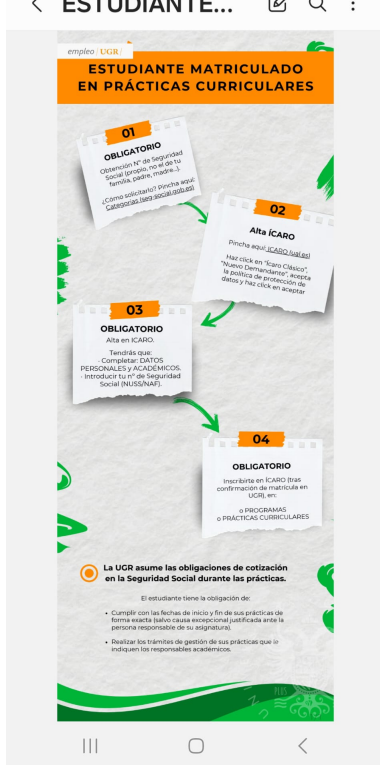 ESTUDIANTE...
empleo UGR
ESTUDIANTE MATRICULADO
EN PRÁCTICAS CURRICULARES
01
OBLIGATORIO
Obtención Nº de Seguridad
Social (propio, no el de tu
familia, padre, madre...).
¿Cómo solicitarlo? Pincha aquí:
Categorías (seg-social.gob.es)
02
Alta ÍCARO
Pincha aquí: ICARO (ual.es)
Haz click en "Ícaro Clásico",
"Nuevo Demandante", acepta
la política de protección de
datos y haz click en aceptar
03
OBLIGATORIO
Alta en ICARO.
Tendrás que:
· Completar: DATOS
PERSONALES y ACADÉMICOS.
· Introducir tu nº de Seguridad
Social (NUSS/NAF).
04
OBLIGATORIO
Inscribirte en ÍCARO (tras
confirmación de matrícula en
UGR), en:
o PROGRAMAS
o PRÁCTICAS CURRICULARES
La UGR asume las obligaciones de cotización
en la Seguridad Social durante las prácticas.
El estudiante tiene la obligación de:
• Cumplir con las fechas de inicio y fin de sus prácticas de
forma exacta (salvo causa excepcional justificada ante la
persona responsable de su asignatura).
• Realizar los trámites de gestión de sus prácticas que le
indiquen los responsables académicos.
PLUS